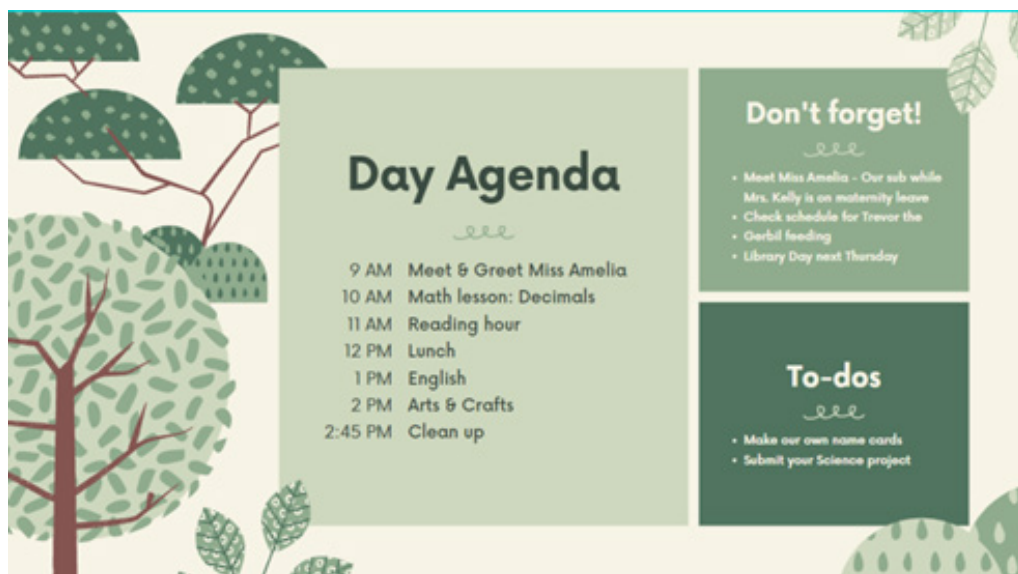 Day Agenda
9 AM Meet & Greet Miss Amelia
10 AM Math lesson: Decimals
11 AM Reading hour
12 PM Lunch
1 PM English
2 PM Arts & Crafts
2:45 PM Clean up
Don't forget!
• Meet Miss Amelia - Our sub while
Mrs. Kelly is on maternity leave
• Check schedule for Trevor the
• Gerbil feeding
• Library Day next Thursday
To-dos
• Make our own name cards
• Submit your Science project